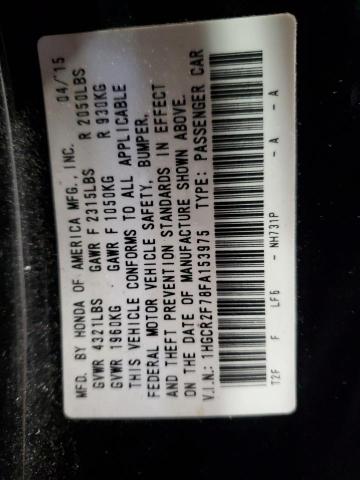 MFD. BY HONDA OF AMERICA MFG., INC. 04/15
GVWR 4321LBS GAWR F 2315LBS R 2050LBS
GVWR 1960KG GAWR F 1050KG R 930KG
THIS VEHICLE CONFORMS TO ALL APPLICABLE
FEDERAL MOTOR VEHICLE SAFETY, BUMPER,
AND THEFT PREVENTION STANDARDS IN EFFECT
ON THE DATE OF MANUFACTURE SHOWN ABOVE.
V.I.N.: 1HGCR2F78FA153975 TYPE: PASSENGER CAR
T2F F LF6 - NH731P - A - A